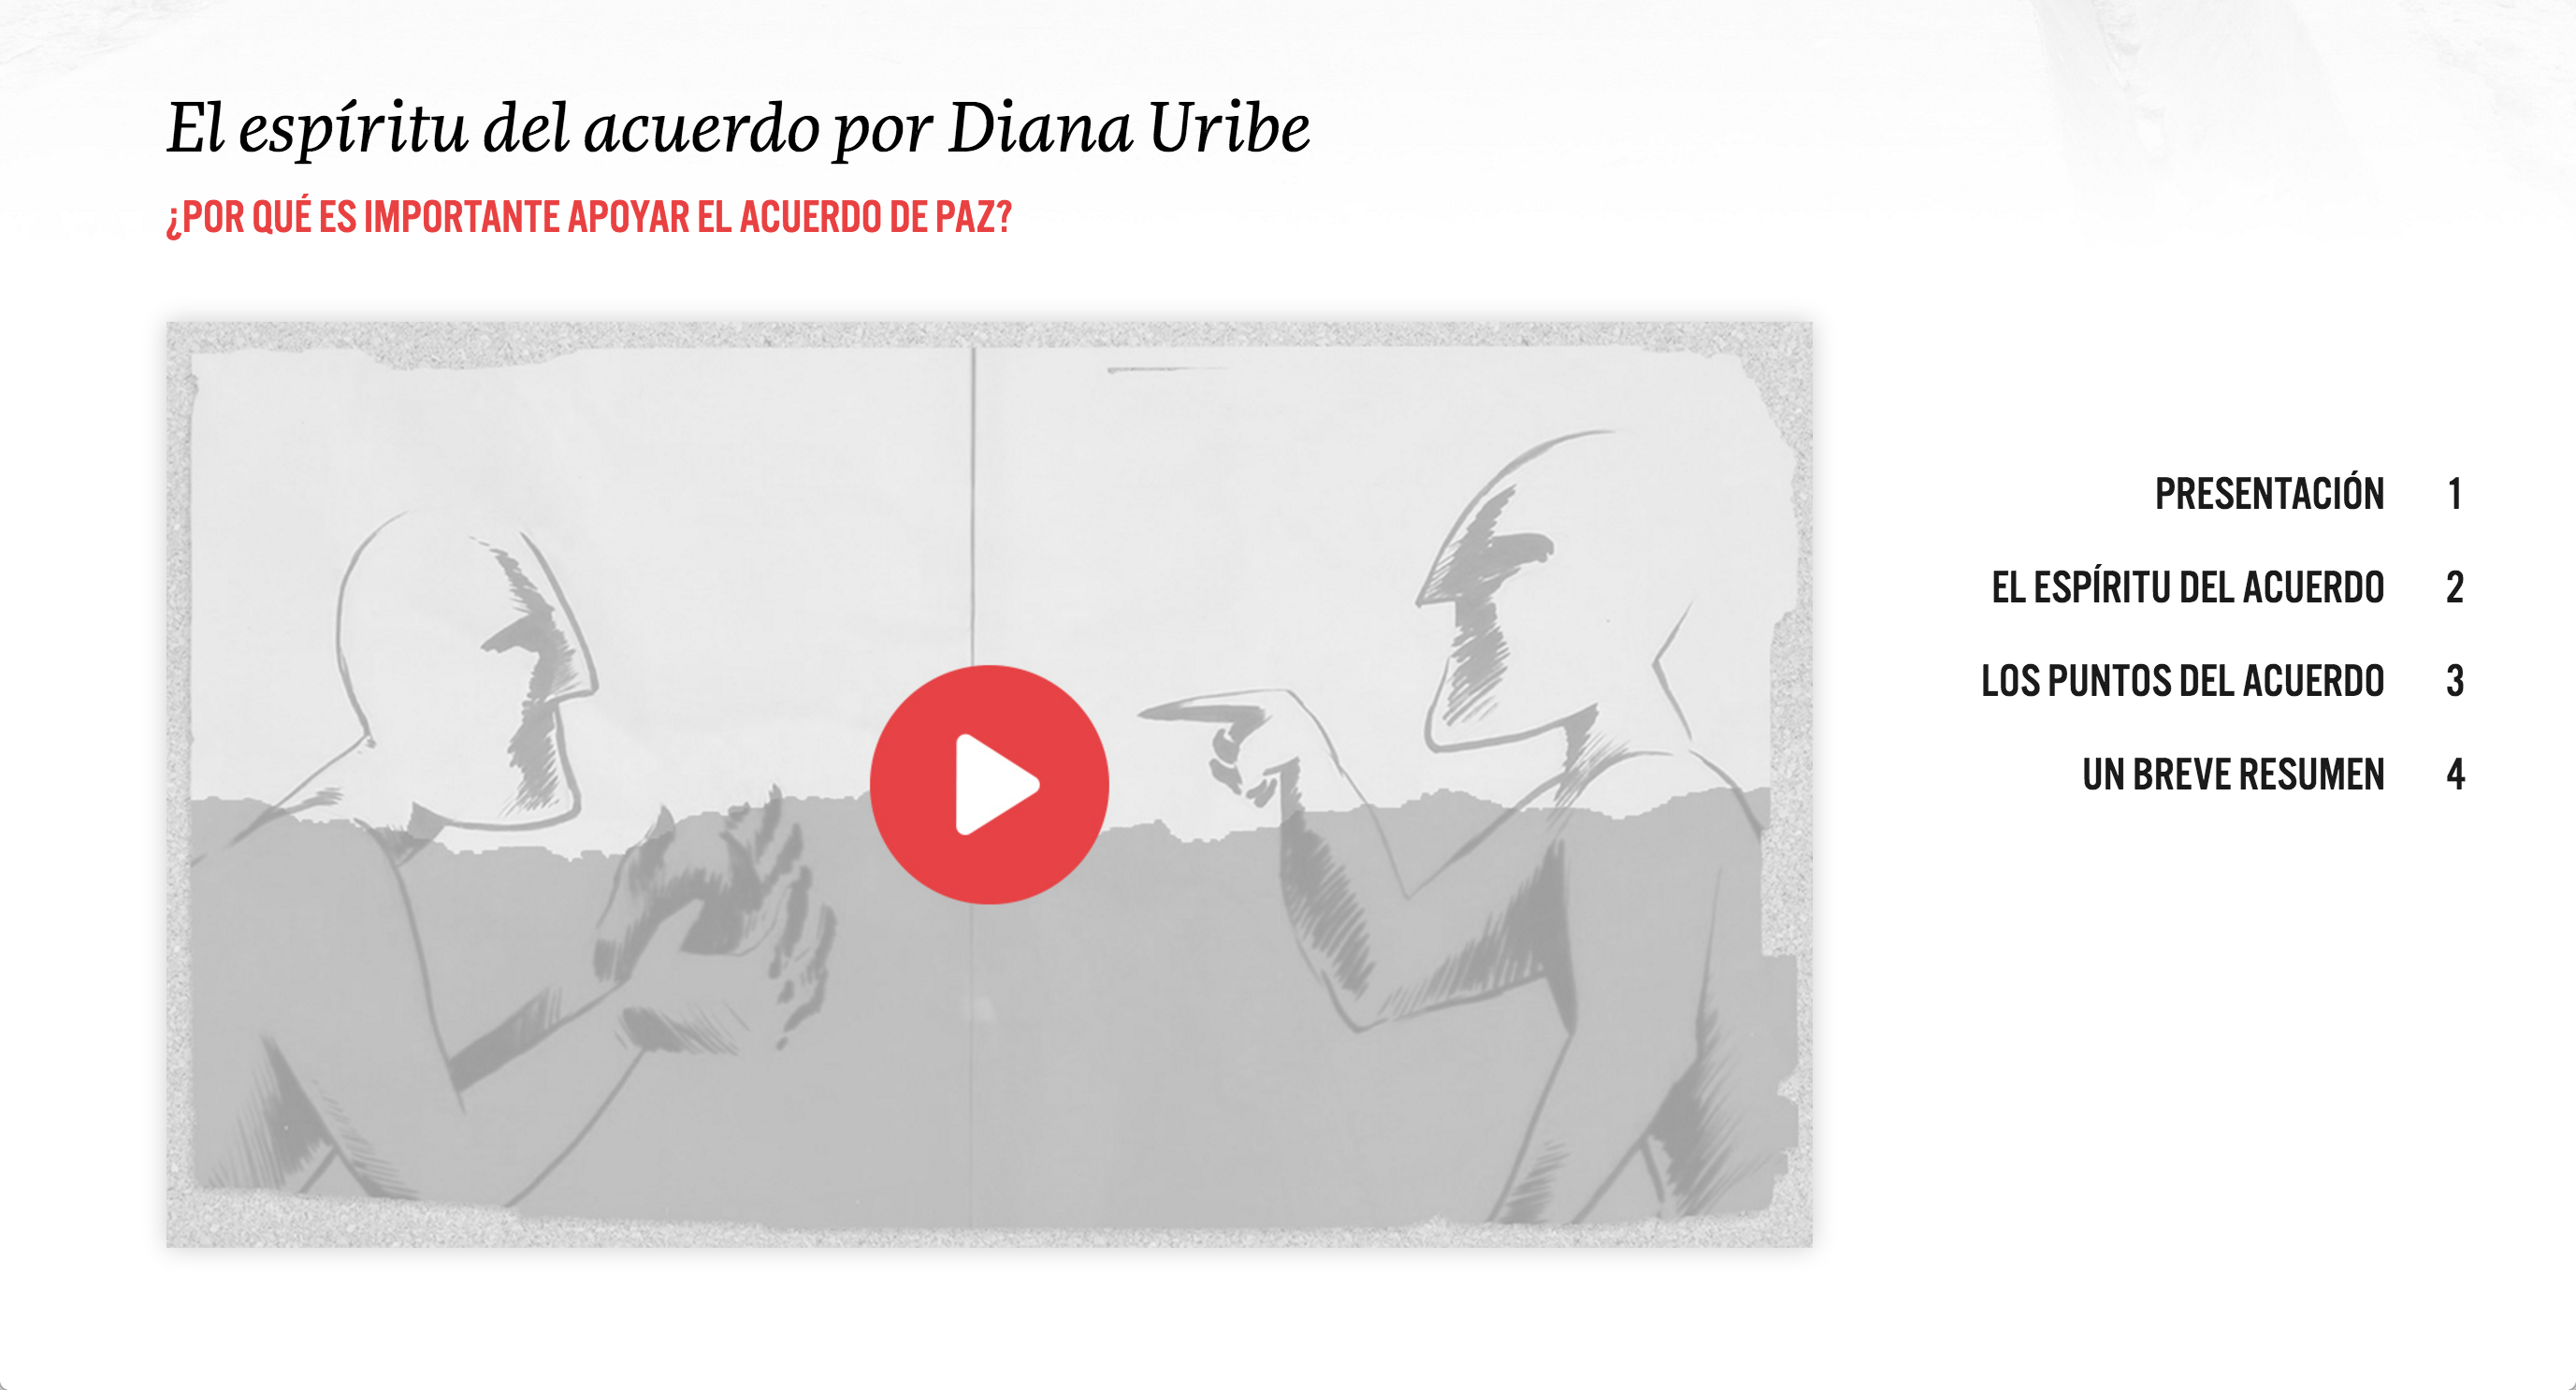 El espíritu del acuerdo por Diana Uribe
¿POR QUÉ ES IMPORTANTE APOYAR EL ACUERDO DE PAZ?
PRESENTACIÓN 1
EL ESPÍRITU DEL ACUERDO 2
LOS PUNTOS DEL ACUERDO 3
UN BREVE RESUMEN 4